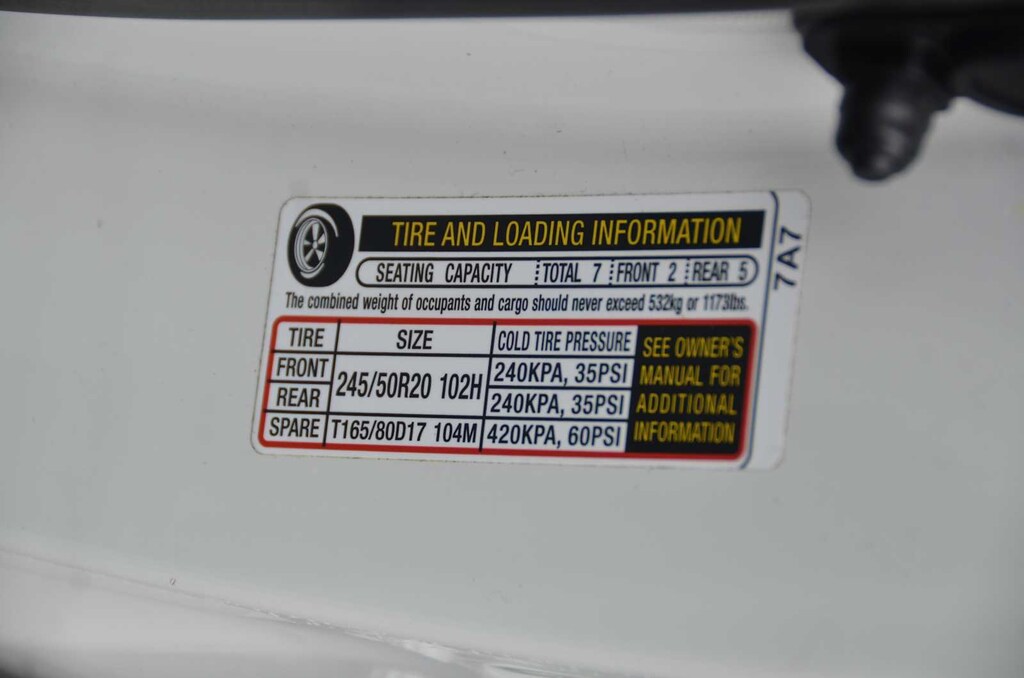 TIRE AND LOADING INFORMATION
SEATING CAPACITY TOTAL 7 FRONT 2 REAR 5
The combined weight of occupants and cargo should never exceed 532kg or 1173lbs.
TIRE SIZE COLD TIRE PRESSURE
FRONT 245/50R20 102H 240KPA, 35PSI
REAR 240KPA, 35PSI
SPARE T165/80D17 104M 420KPA, 60PSI
SEE OWNER'S
MANUAL FOR
ADDITIONAL
INFORMATION
7A7